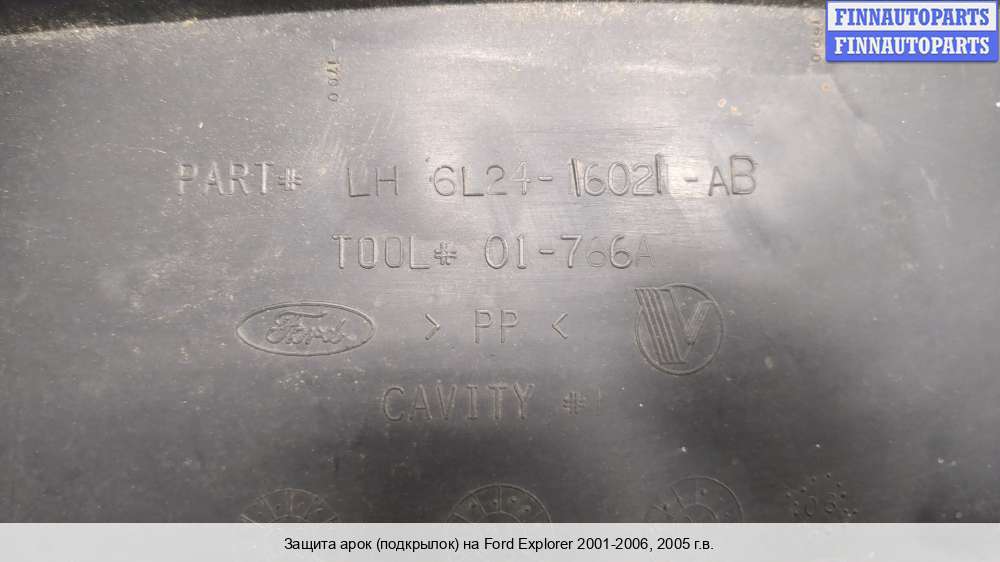 FINNAUTOPARTS
FINNAUTOPARTS
PART# LH 6L24-16021-AB
TOOL# 01-766A
Ford > PP < V
CAVITY #1
Защита арок (подкрылок) на Ford Explorer 2001-2006, 2005 г.в.